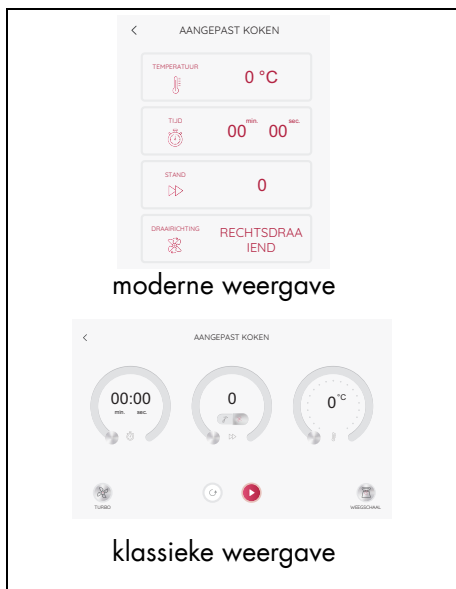 AANGEPAST KOKEN
TEMPERATUUR
0 °C
TIJD
00 min. 00 sec.
STAND
0
DRAAIRICHTING
RECHTSDRAA
IEND
moderne weergave
AANGEPAST KOKEN
00:00
min. sec.
0
0 °C
TURBO
WEEGSCHAAL
klassieke weergave